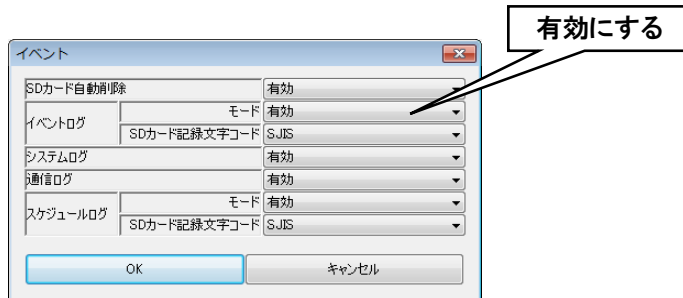 有効にする
イベント
SDカード自動削除 有効
イベントログ モード 有効
SDカード記録文字コード SJIS
システムログ 有効
通信ログ 有効
スケジュールログ モード 有効
SDカード記録文字コード SJIS
OK キャンセル